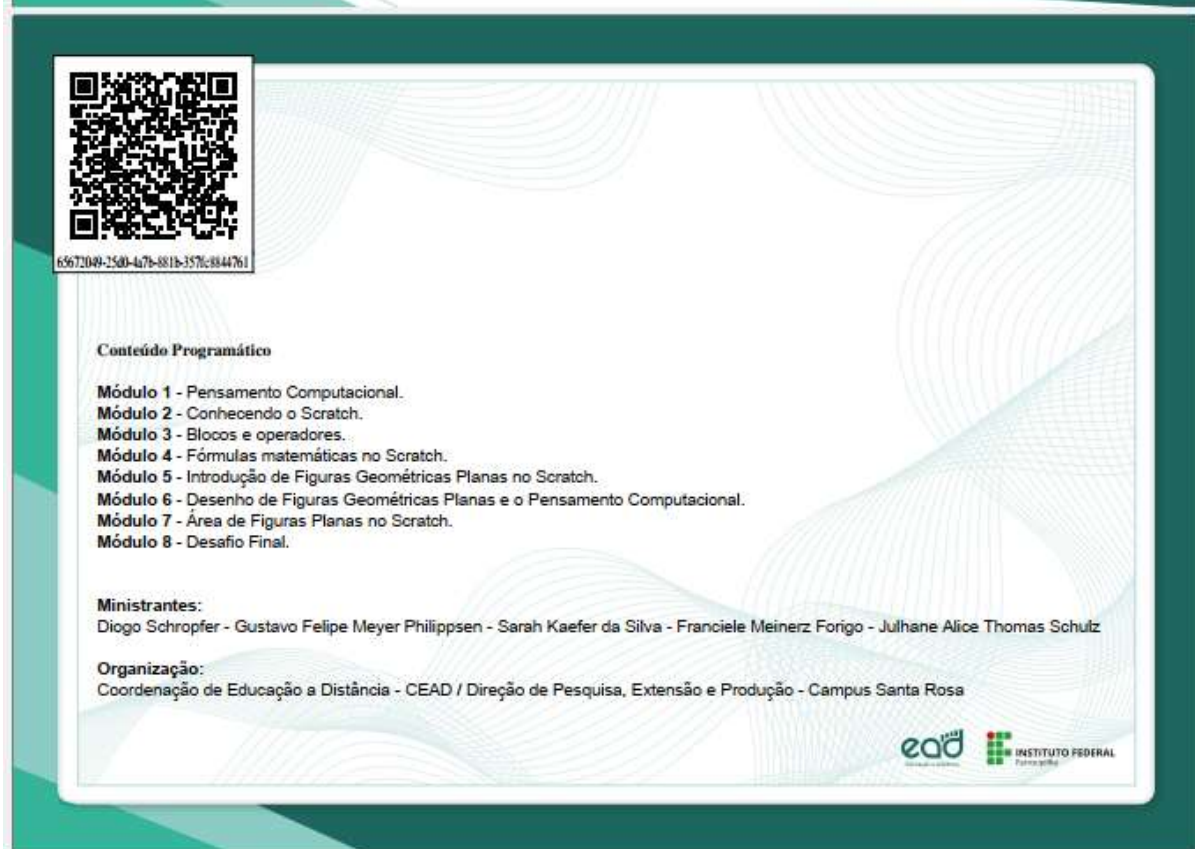 65672049-25d0-4a7b-881b-357fc8844761
Conteúdo Programático
Módulo 1 - Pensamento Computacional.
Módulo 2 - Conhecendo o Scratch.
Módulo 3 - Blocos e operadores.
Módulo 4 - Fórmulas matemáticas no Scratch.
Módulo 5 - Introdução de Figuras Geométricas Planas no Scratch.
Módulo 6 - Desenho de Figuras Geométricas Planas e o Pensamento Computacional.
Módulo 7 - Área de Figuras Planas no Scratch.
Módulo 8 - Desafio Final.
Ministrantes:
Diogo Schropfer - Gustavo Felipe Meyer Philippsen - Sarah Kaefer da Silva - Franciele Meinerz Forigo - Julhane Alice Thomas Schulz
Organização:
Coordenação de Educação a Distância - CEAD / Direção de Pesquisa, Extensão e Produção - Campus Santa Rosa
ead
INSTITUTO FEDERAL
Farroupilha